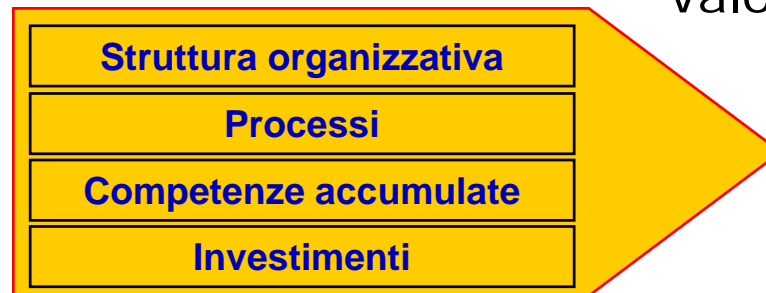 Struttura organizzativa
Processi
Competenze accumulate
Investimenti